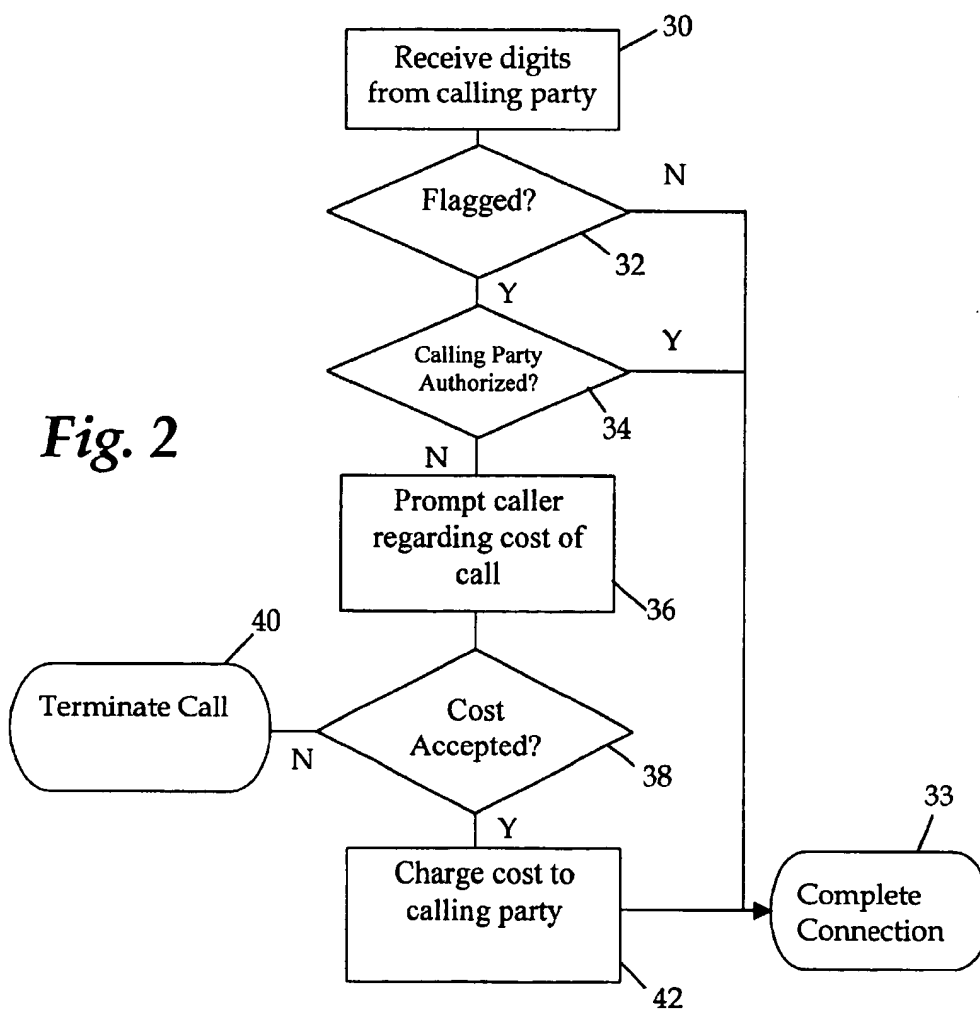 30
Receive digits
from calling party
N
Flagged?
32
Y
Calling Party
Authorized?
Y
34
Fig. 2
N
Prompt caller
regarding cost of
call
36
40
Terminate Call
Cost
Accepted?
N
38
Y
33
Charge cost to
calling party
Complete
Connection
42